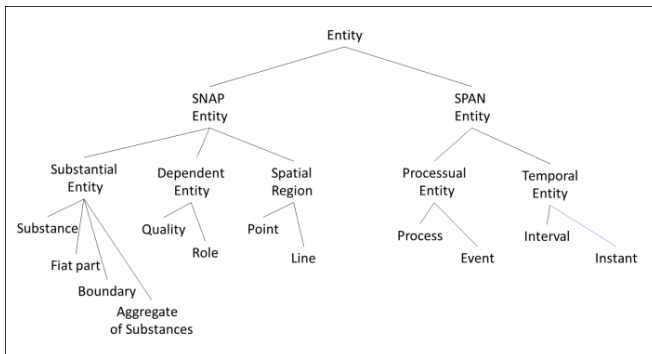 Entity
SNAP
Entity
SPAN
Entity
Substantial
Entity
Dependent
Entity
Spatial
Region
Processual
Entity
Temporal
Entity
Substance
Fiat part
Boundary
Aggregate
of Substances
Quality
Role
Point
Line
Process
Event
Interval
Instant